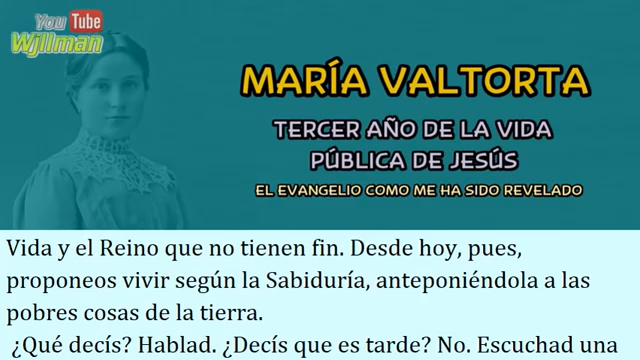 You Tube
Wjllman
MARÍA VALTORTA
TERCER AÑO DE LA VIDA
PÚBLICA DE JESÚS
EL EVANGELIO COMO ME HA SIDO REVELADO
Vida y el Reino que no tienen fin. Desde hoy, pues,
proponeos vivir según la Sabiduría, anteponiéndola a las
pobres cosas de la tierra.
¿Qué decís? Hablad. ¿Decís que es tarde? No. Escuchad una